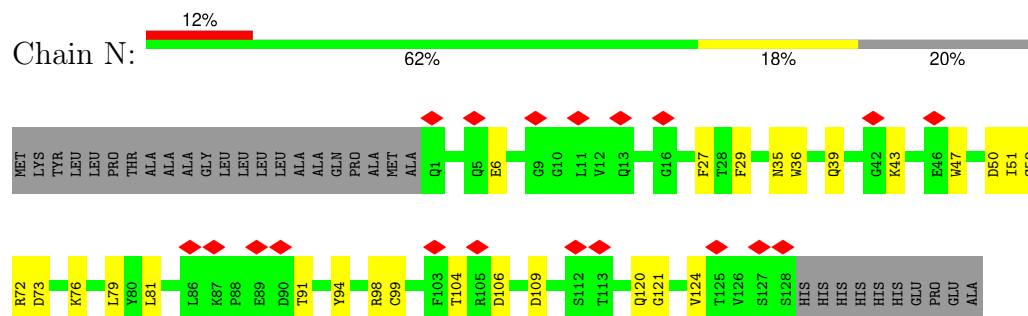 12%
Chain N:
62% 18% 20%
MET LYS TYR LEU LEU PRO THR ALA ALA ALA GLY LEU LEU LEU LEU ALA ALA GLN PRO ALA MET ALA Q1 Q5 E6 G9 G10 L11 V12 Q13 G16 F27 T28 F29 N35 W36 Q39 G42 K43 E46 W47 D50 I51
R72 D73 K76 L79 Y80 L81 L86 K87 P88 E89 D90 T91 Y94 R98 C99 F103 T104 R105 D106 D109 S112 T113 Q120 G121 V124 T125 V126 S127 S128 HIS HIS HIS HIS HIS HIS GLU PRO GLU ALA